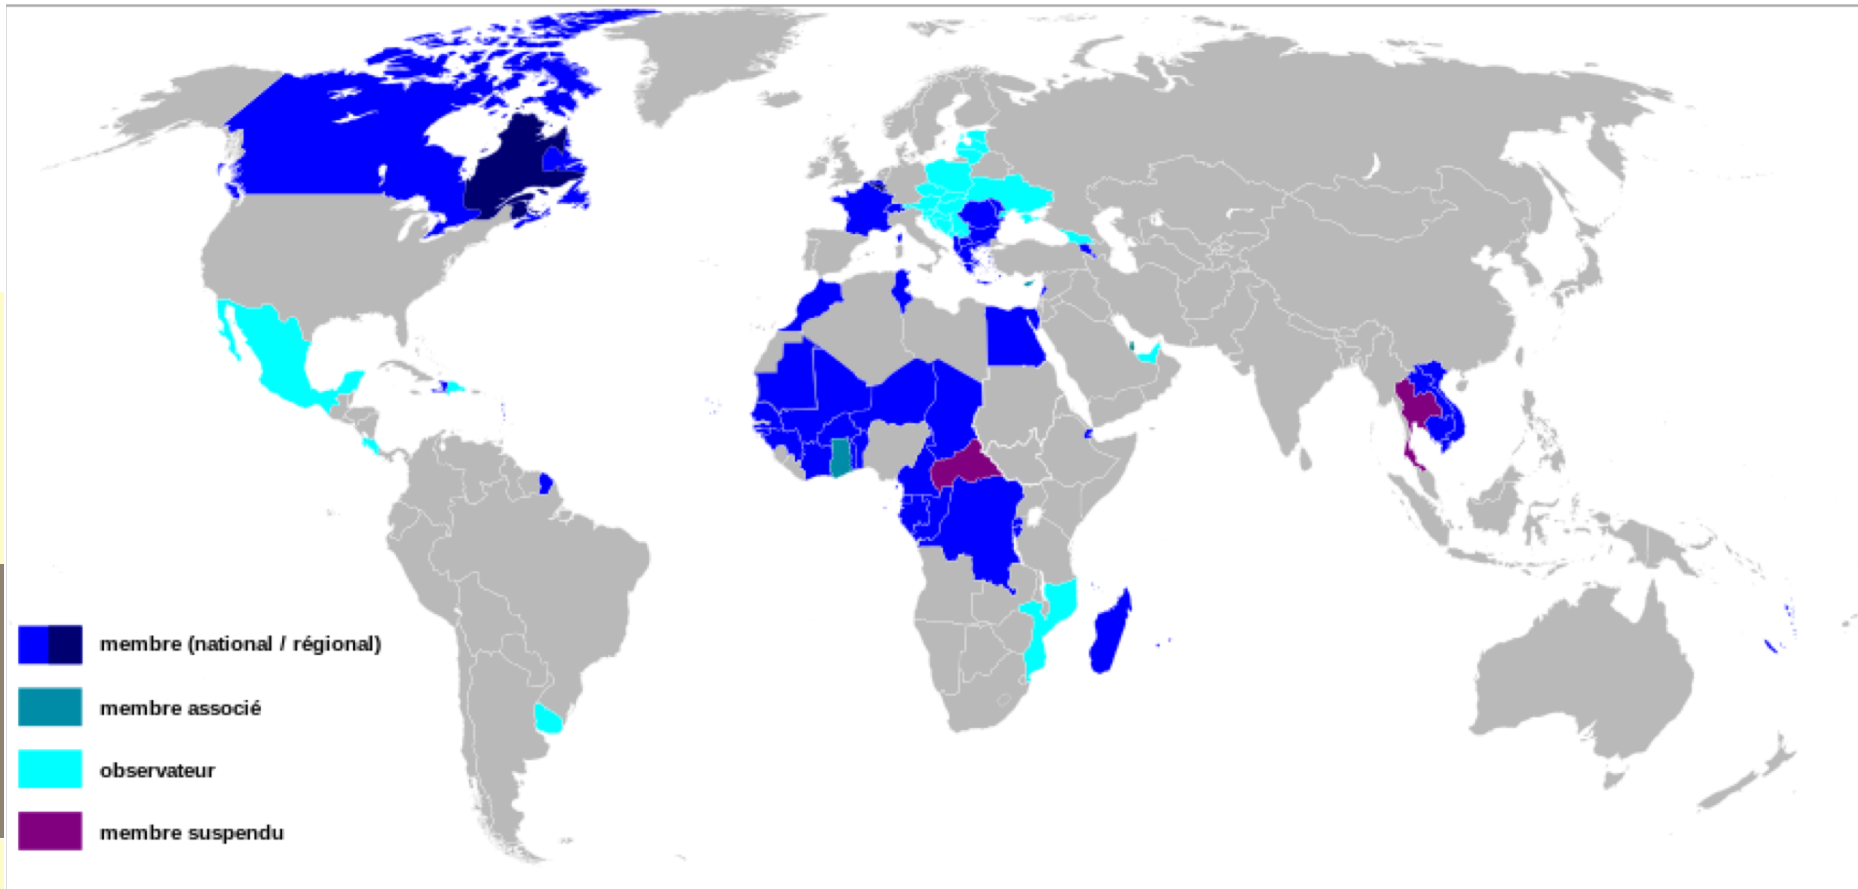 membre (national / régional)
membre associé
observateur
membre suspendu